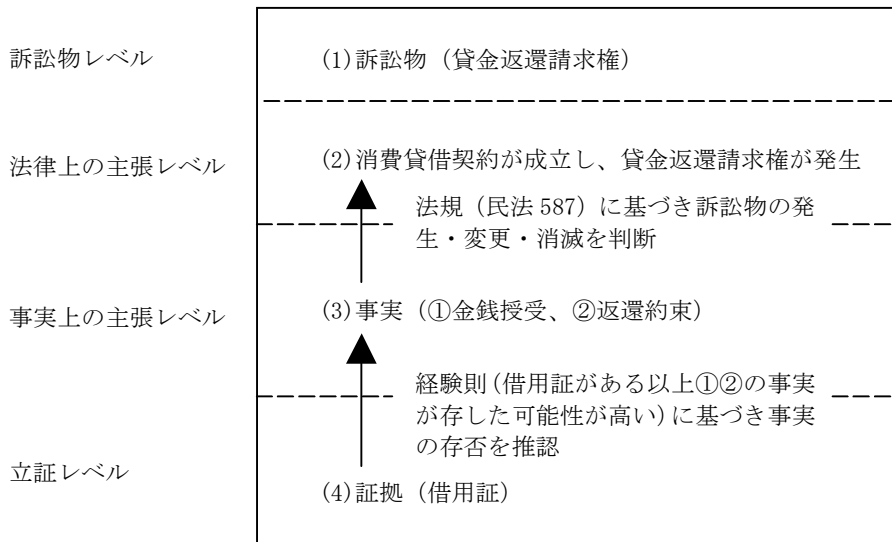 訴訟物レベル
(1)訴訟物（貸金返還請求権）
法律上の主張レベル
(2)消費貸借契約が成立し、貸金返還請求権が発生
法規（民法 587）に基づき訴訟物の発
生・変更・消滅を判断
事実上の主張レベル
(3)事実（①金銭授受、②返還約束）
経験則(借用証がある以上①②の事実
が存した可能性が高い)に基づき事実
の存否を推認
立証レベル
(4)証拠（借用証）